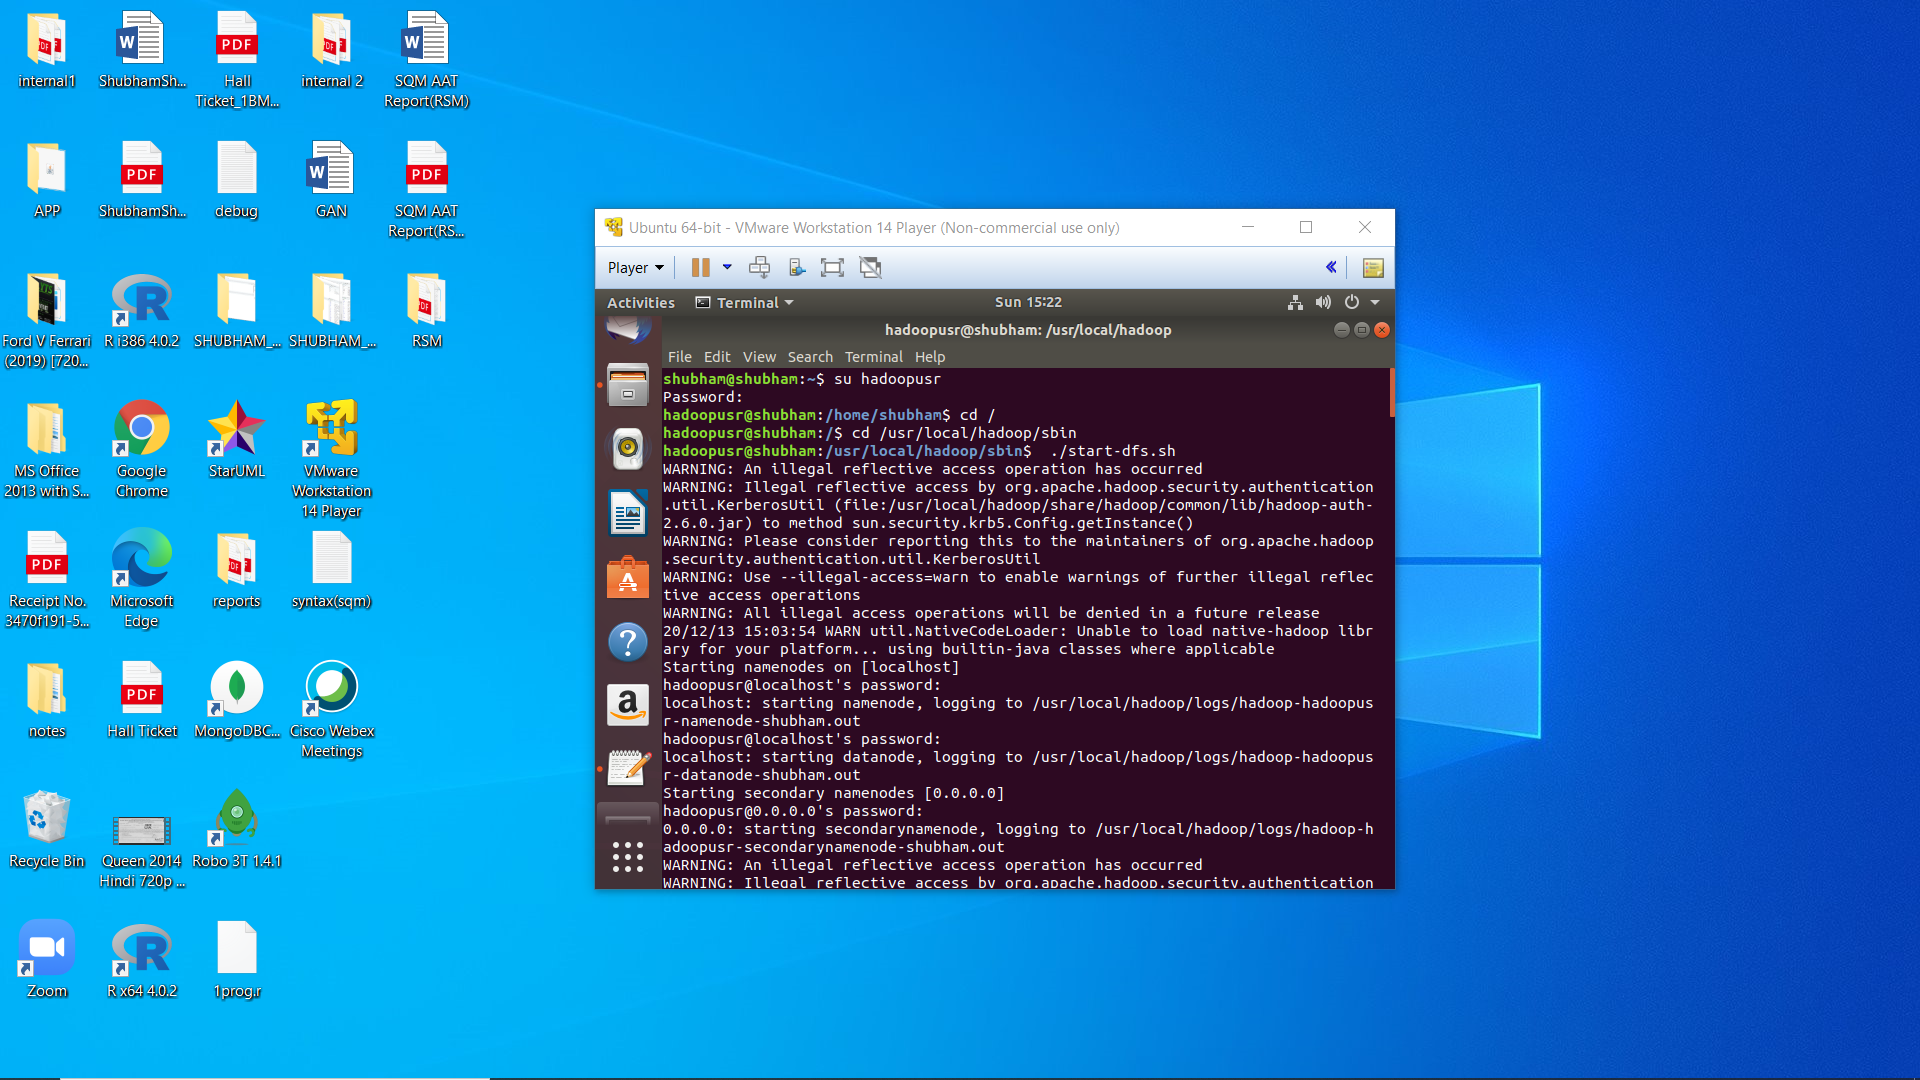 internal1
ShubhamSh...
Hall
Ticket_1BM...
internal 2
SQM AAT
Report(RSM)
APP
ShubhamSh...
debug
GAN
SQM AAT
Report(RS...
Ford V Ferrari
(2019) [720...
R i386 4.0.2
SHUBHAM_...
SHUBHAM_...
RSM
MS Office
2013 with S...
Google
Chrome
StarUML
VMware
Workstation
14 Player
Receipt No.
3470f191-5...
Microsoft
Edge
reports
syntax(sqm)
notes
Hall Ticket
MongoDBC...
Cisco Webex
Meetings
Recycle Bin
Queen 2014
Hindi 720p ...
Robo 3T 1.4.1
Zoom
R x64 4.0.2
1prog.r
Ubuntu 64-bit - VMware Workstation 14 Player (Non-commercial use only)
Player
Activities Terminal Sun 15:22
hadoopusr@shubham: /usr/local/hadoop
File Edit View Search Terminal Help
shubham@shubham:~$ su hadoopusr
Password:
hadoopusr@shubham:/home/shubham$ cd /
hadoopusr@shubham:/$ cd /usr/local/hadoop/sbin
hadoopusr@shubham:/usr/local/hadoop/sbin$  ./start-dfs.sh
WARNING: An illegal reflective access operation has occurred
WARNING: Illegal reflective access by org.apache.hadoop.security.authentication
.util.KerberosUtil (file:/usr/local/hadoop/share/hadoop/common/lib/hadoop-auth-
2.6.0.jar) to method sun.security.krb5.Config.getInstance()
WARNING: Please consider reporting this to the maintainers of org.apache.hadoop
.security.authentication.util.KerberosUtil
WARNING: Use --illegal-access=warn to enable warnings of further illegal reflec
tive access operations
WARNING: All illegal access operations will be denied in a future release
20/12/13 15:03:54 WARN util.NativeCodeLoader: Unable to load native-hadoop libr
ary for your platform... using builtin-java classes where applicable
Starting namenodes on [localhost]
hadoopusr@localhost's password:
localhost: starting namenode, logging to /usr/local/hadoop/logs/hadoop-hadoopus
r-namenode-shubham.out
hadoopusr@localhost's password:
localhost: starting datanode, logging to /usr/local/hadoop/logs/hadoop-hadoopus
r-datanode-shubham.out
Starting secondary namenodes [0.0.0.0]
hadoopusr@0.0.0.0's password:
0.0.0.0: starting secondarynamenode, logging to /usr/local/hadoop/logs/hadoop-h
adoopusr-secondarynamenode-shubham.out
WARNING: An illegal reflective access operation has occurred
WARNING: Illegal reflective access by org.apache.hadoop.security.authentication